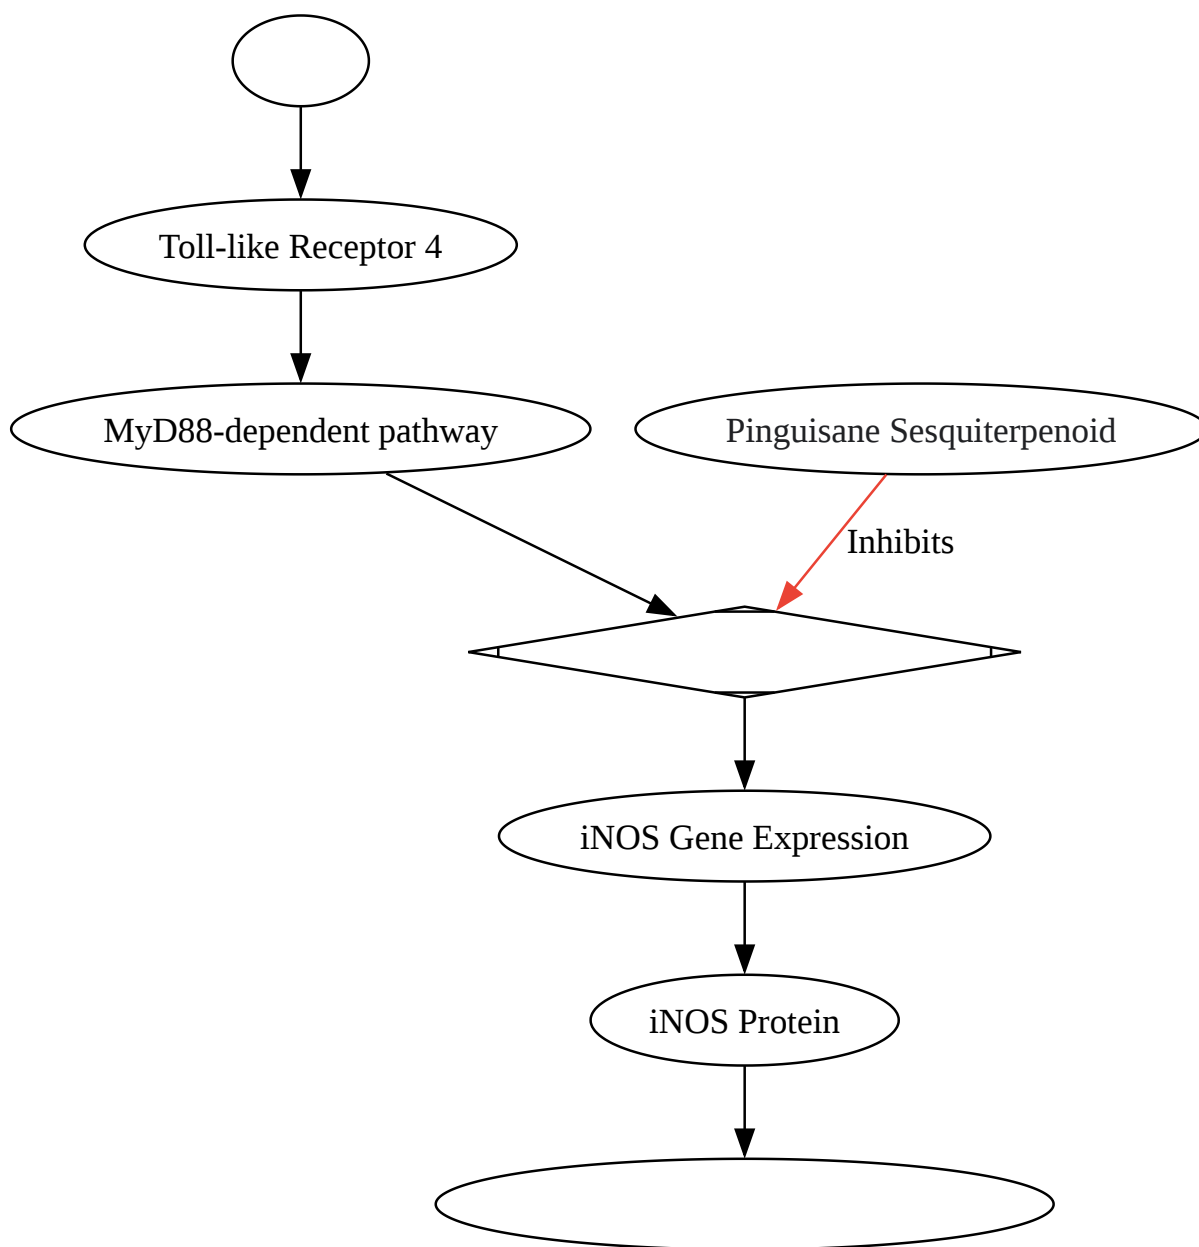 Toll-like Receptor 4
MyD88-dependent pathway
Pinguisane Sesquiterpenoid
Inhibits
iNOS Gene Expression
iNOS Protein